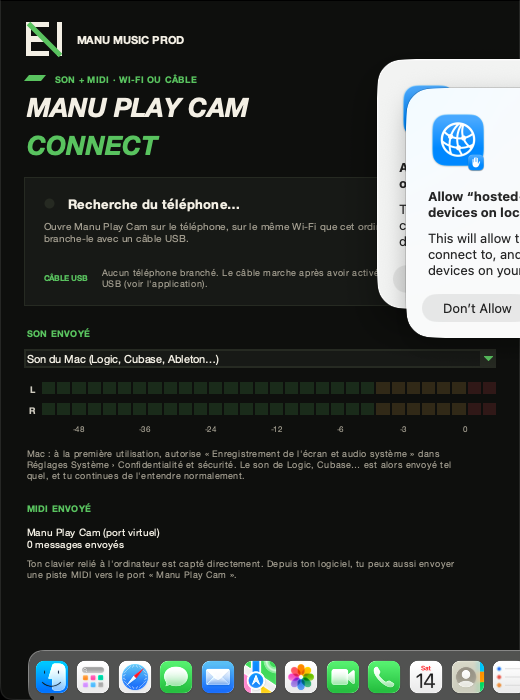 MANU MUSIC PROD
SON + MIDI · WI-FI OU CÂBLE
MANU PLAY CAM
CONNECT
Recherche du téléphone...
Ouvre Manu Play Cam sur le téléphone, sur le même Wi-Fi que cet
branche-le avec un câble USB.
CÂBLE USB
Aucun téléphone branché. Le câble marche après avoir activé
USB (voir l'application).
Allow “hosted-
devices on loc
This will allow t
connect to, and
devices on your
Don’t Allow
SON ENVOYÉ
Son du Mac (Logic, Cubase, Ableton...)
L
R
-48 -36 -24 -12 -6 -3 0
Mac : à la première utilisation, autorise « Enregistrement de l'écran et audio système » dans
Réglages Système › Confidentialité et sécurité. Le son de Logic, Cubase... est alors envoyé tel
quel, et tu continues de l'entendre normalement.
MIDI ENVOYÉ
Manu Play Cam (port virtuel)
0 messages envoyés
Ton clavier relié à l'ordinateur est capté directement. Depuis ton logiciel, tu peux aussi envoyer
une piste MIDI vers le port « Manu Play Cam ».
Sat
14